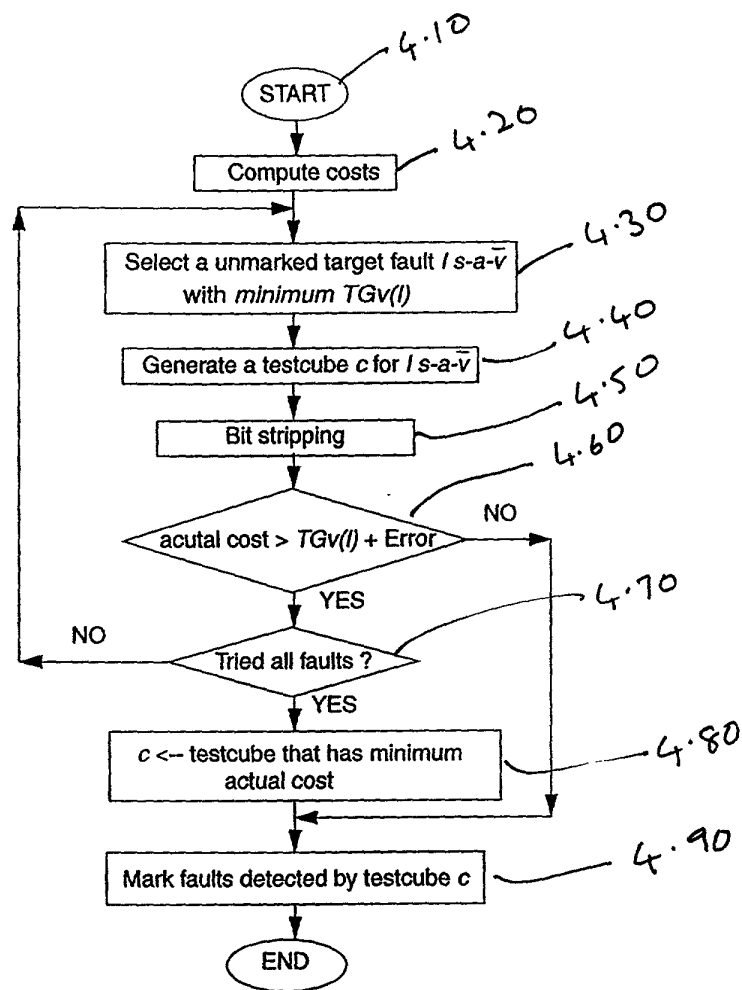 4.10
START
4.20
Compute costs
4.30
Select a unmarked target fault l s-a-v̅
with minimum TGv(l)
4.40
Generate a testcube c for l s-a-v̅
4.50
Bit stripping
4.60
acutal cost > TGv(l) + Error
NO
YES
4.70
NO
Tried all faults ?
YES
c <-- testcube that has minimum
actual cost
4.80
4.90
Mark faults detected by testcube c
END